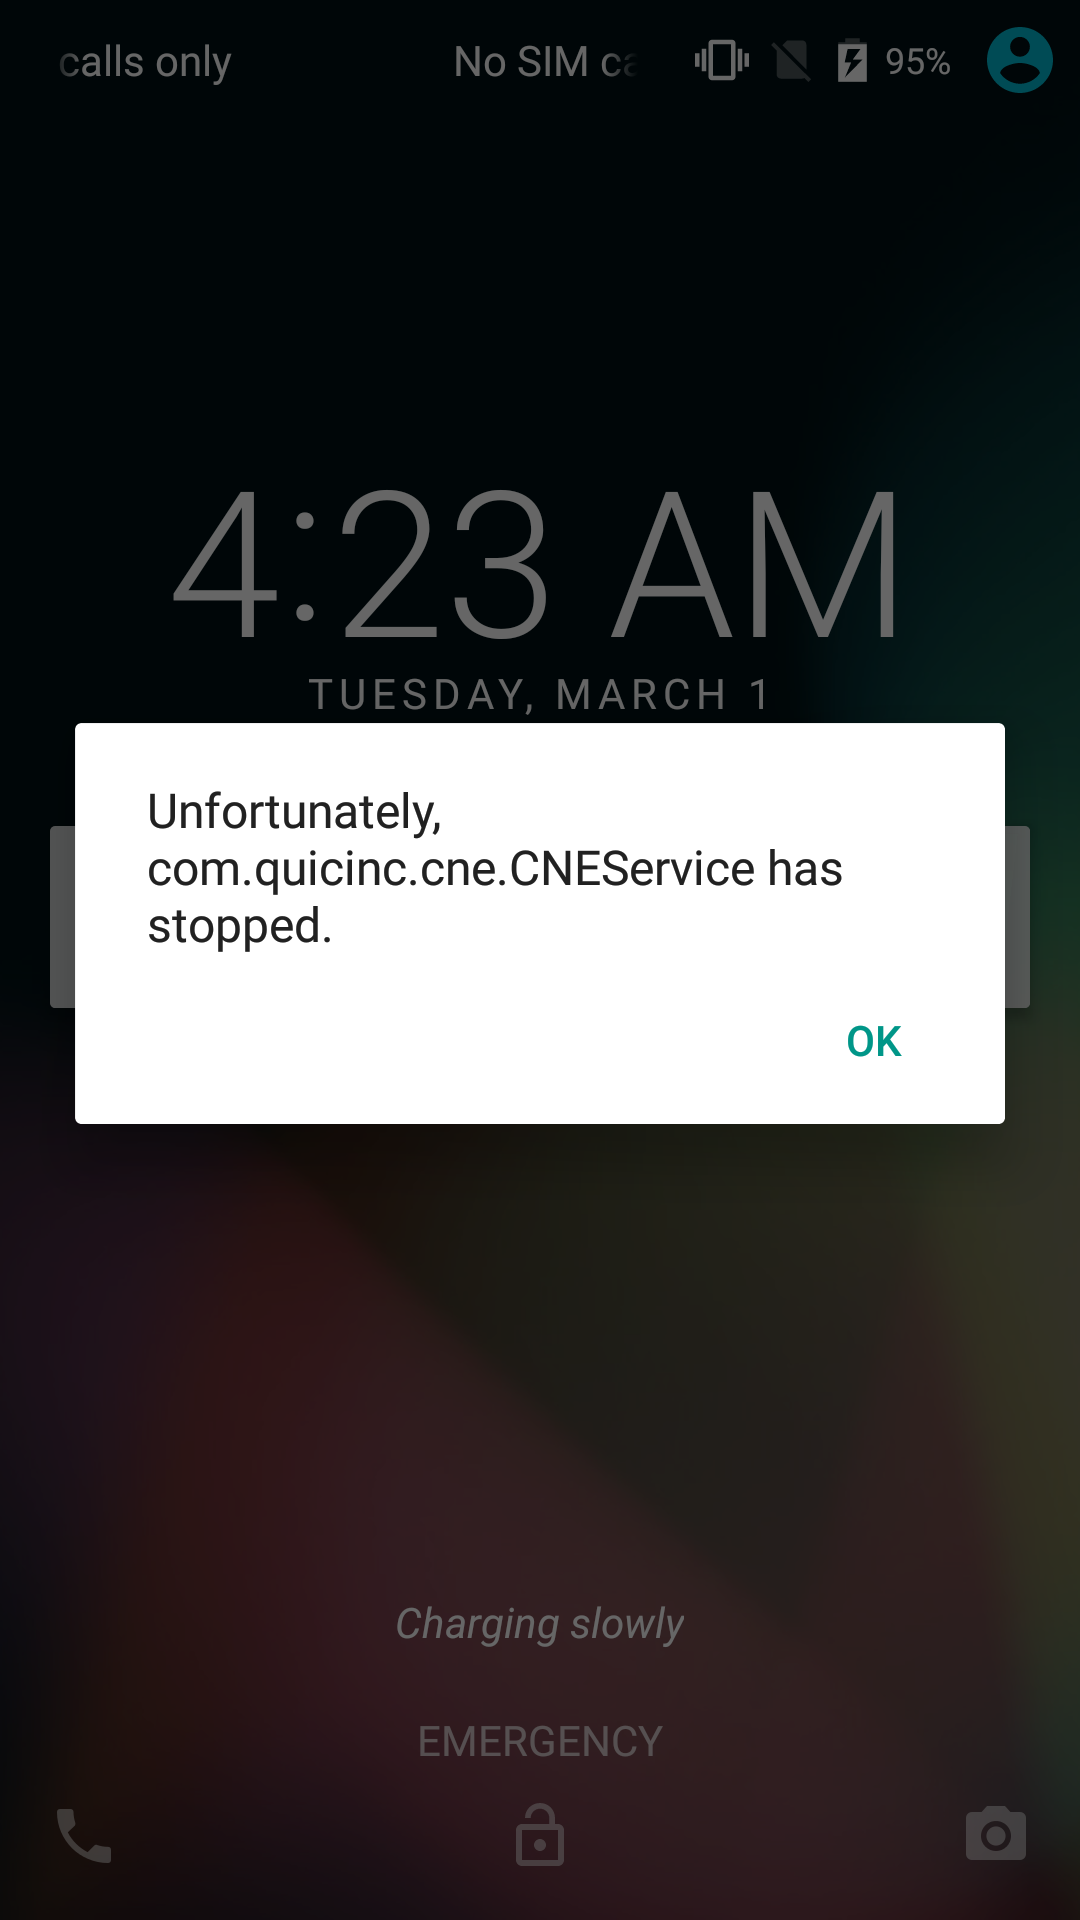 calls only No SIM ca 95%
4:23 AM
TUESDAY, MARCH 1
Unfortunately,
com.quicinc.cne.CNEService has
stopped.
OK
Charging slowly
EMERGENCY